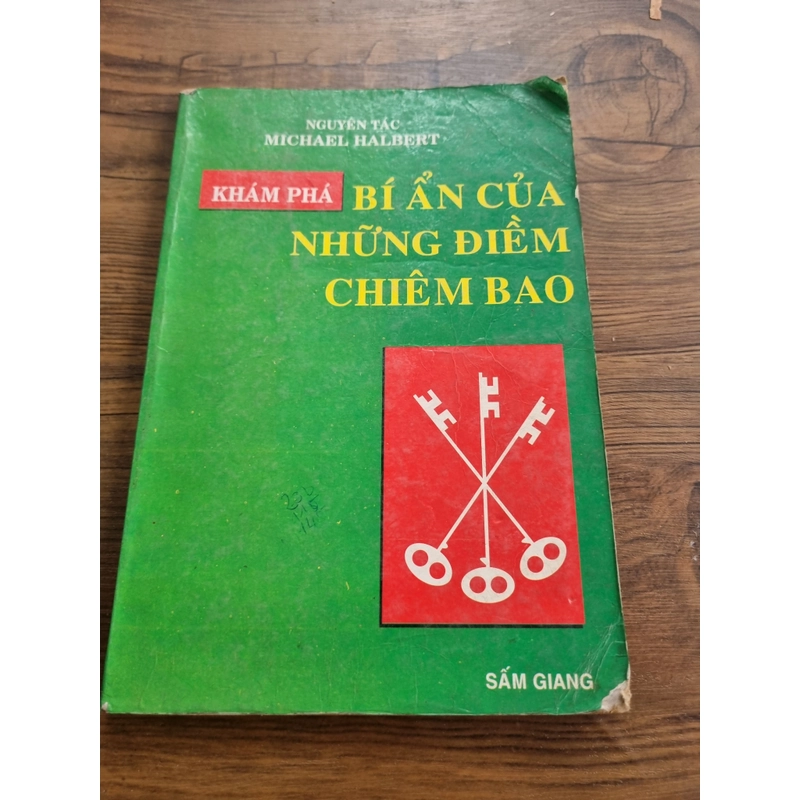 NGUYÊN TÁC
MICHAEL HALBERT
KHÁM PHÁ BÍ ẨN CỦA
NHỮNG ĐIỀM
CHIÊM BAO
SẤM GIANG